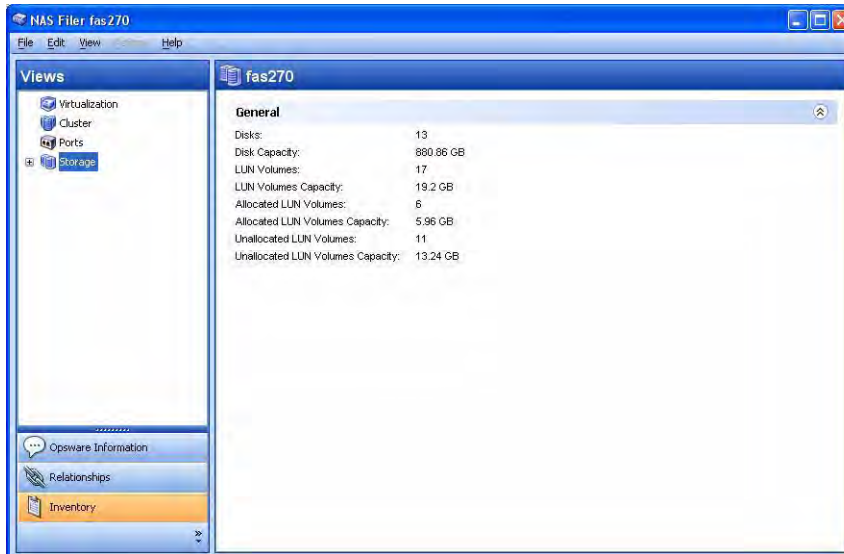 NAS Filer fas270
File Edit View Help
Views
Virtualization
Cluster
Ports
Storage
Opsware Information
Relationships
Inventory
fas270
General
Disks: 13
Disk Capacity: 880.86 GB
LUN Volumes: 17
LUN Volumes Capacity: 19.2 GB
Allocated LUN Volumes: 6
Allocated LUN Volumes Capacity: 5.96 GB
Unallocated LUN Volumes: 11
Unallocated LUN Volumes Capacity: 13.24 GB